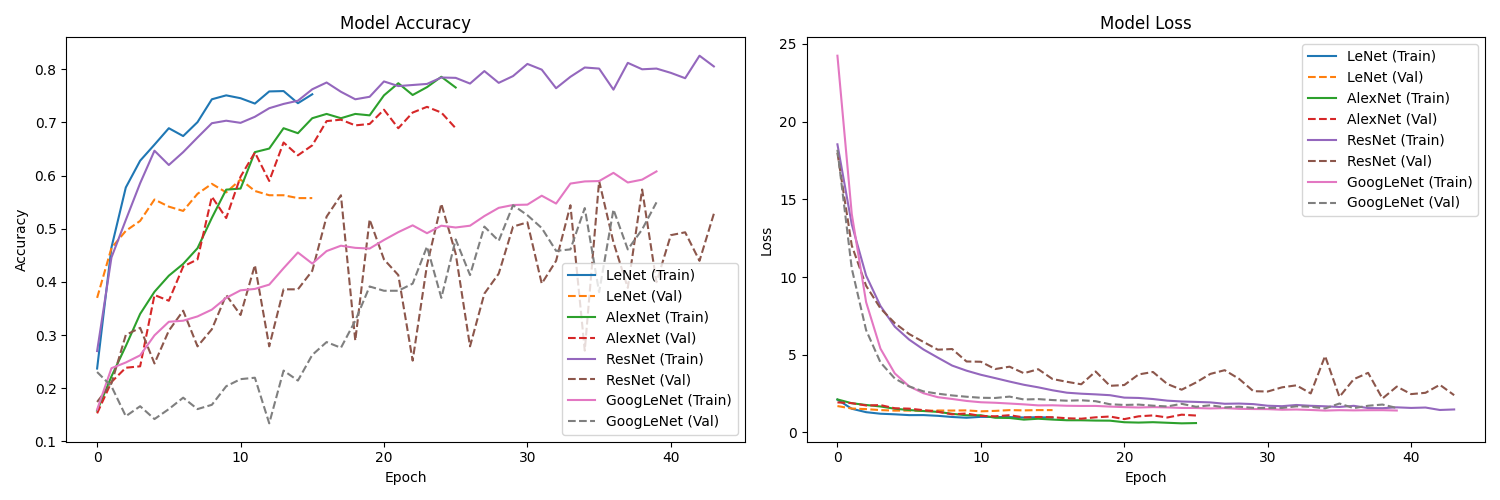 Model Accuracy
Accuracy
0.8
0.7
0.6
0.5
0.4
0.3
0.2
0.1
0
10
20
30
40
Epoch
LeNet (Train)
LeNet (Val)
AlexNet (Train)
AlexNet (Val)
ResNet (Train)
ResNet (Val)
GoogLeNet (Train)
GoogLeNet (Val)
Model Loss
Loss
25
20
15
10
5
0
0
10
20
30
40
Epoch
LeNet (Train)
LeNet (Val)
AlexNet (Train)
AlexNet (Val)
ResNet (Train)
ResNet (Val)
GoogLeNet (Train)
GoogLeNet (Val)